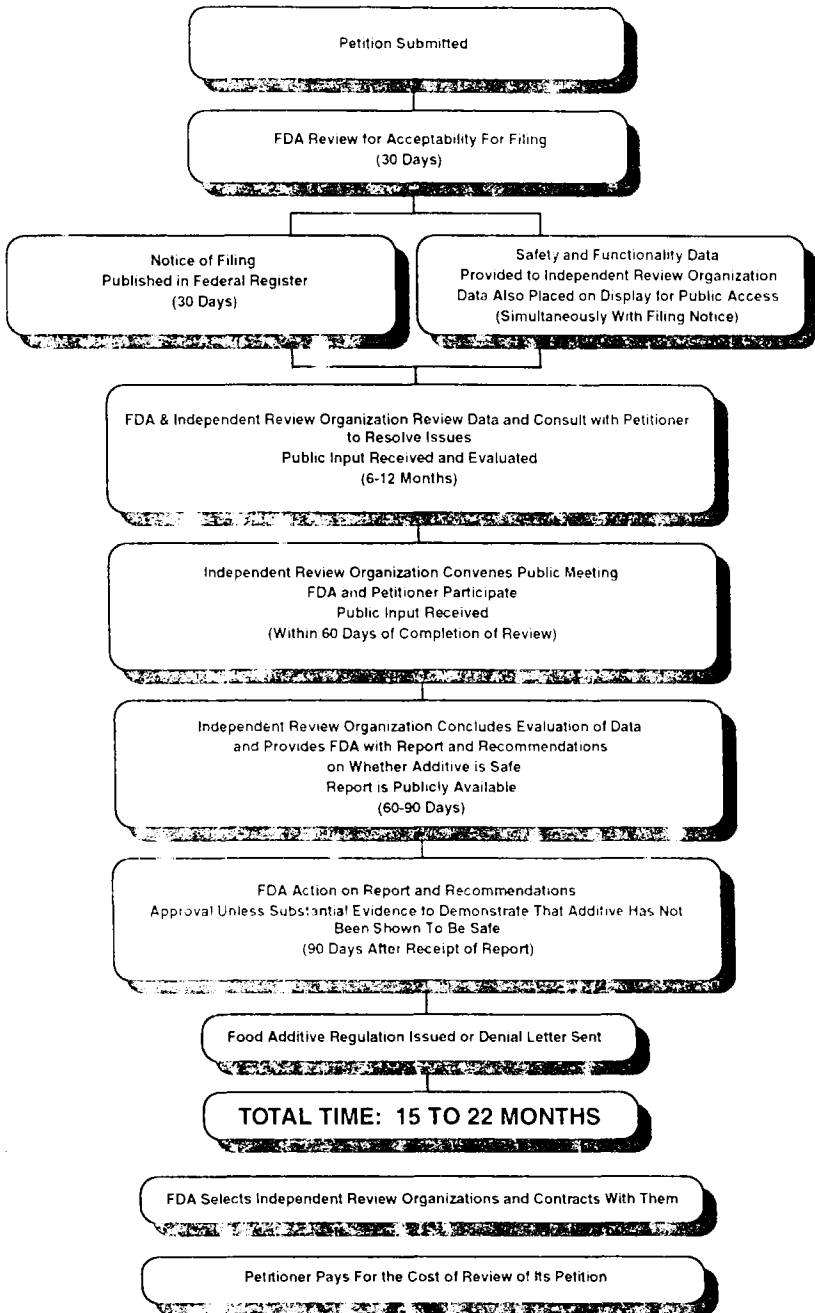 Petition Submitted
FDA Review for Acceptability For Filing
(30 Days)
Notice of Filing
Published in Federal Register
(30 Days)
Safety and Functionality Data
Provided to Independent Review Organization
Data Also Placed on Display for Public Access
(Simultaneously With Filing Notice)
FDA & Independent Review Organization Review Data and Consult with Petitioner
to Resolve Issues
Public Input Received and Evaluated
(6-12 Months)
Independent Review Organization Convenes Public Meeting
FDA and Petitioner Participate
Public Input Received
(Within 60 Days of Completion of Review)
Independent Review Organization Concludes Evaluation of Data
and Provides FDA with Report and Recommendations
on Whether Additive is Safe
Report is Publicly Available
(60-90 Days)
FDA Action on Report and Recommendations
Approval Unless Substantial Evidence to Demonstrate That Additive Has Not
Been Shown To Be Safe
(90 Days After Receipt of Report)
Food Additive Regulation Issued or Denial Letter Sent
TOTAL TIME: 15 TO 22 MONTHS
FDA Selects Independent Review Organizations and Contracts With Them
Petitioner Pays For the Cost of Review of Its Petition